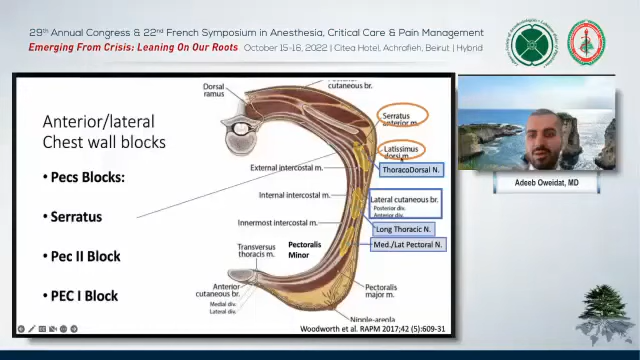 29th Annual Congress & 22nd French Symposium in Anesthesia, Critical Care & Pain Management
Emerging From Crisis: Leaning On Our Roots October 15-16, 2022 | Citea Hotel, Achrafieh, Beirut | Hybrid
Anterior/lateral
Chest wall blocks
• Pecs Blocks:
• Serratus
• Pec II Block
• PEC I Block
Dorsal
ramus
cutaneous br.
Serratus
anterior m.
Latissimus
dorsi m.
ThoracoDorsal N.
External intercostal m.
Internal intercostal m.
Lateral cutaneous br.
Posterior div.
Anterior div.
Innermost intercostal m.
Long Thoracic N.
Med./Lat Pectoral N.
Transversus
thoracis m.
Pectoralis
Minor
Anterior
cutaneous br.
Medial div.
Lateral div.
Pectoralis
major m.
Nipple-areola
Woodworth et al. RAPM 2017;42 (5):609-31
Adeeb Oweidat, MD